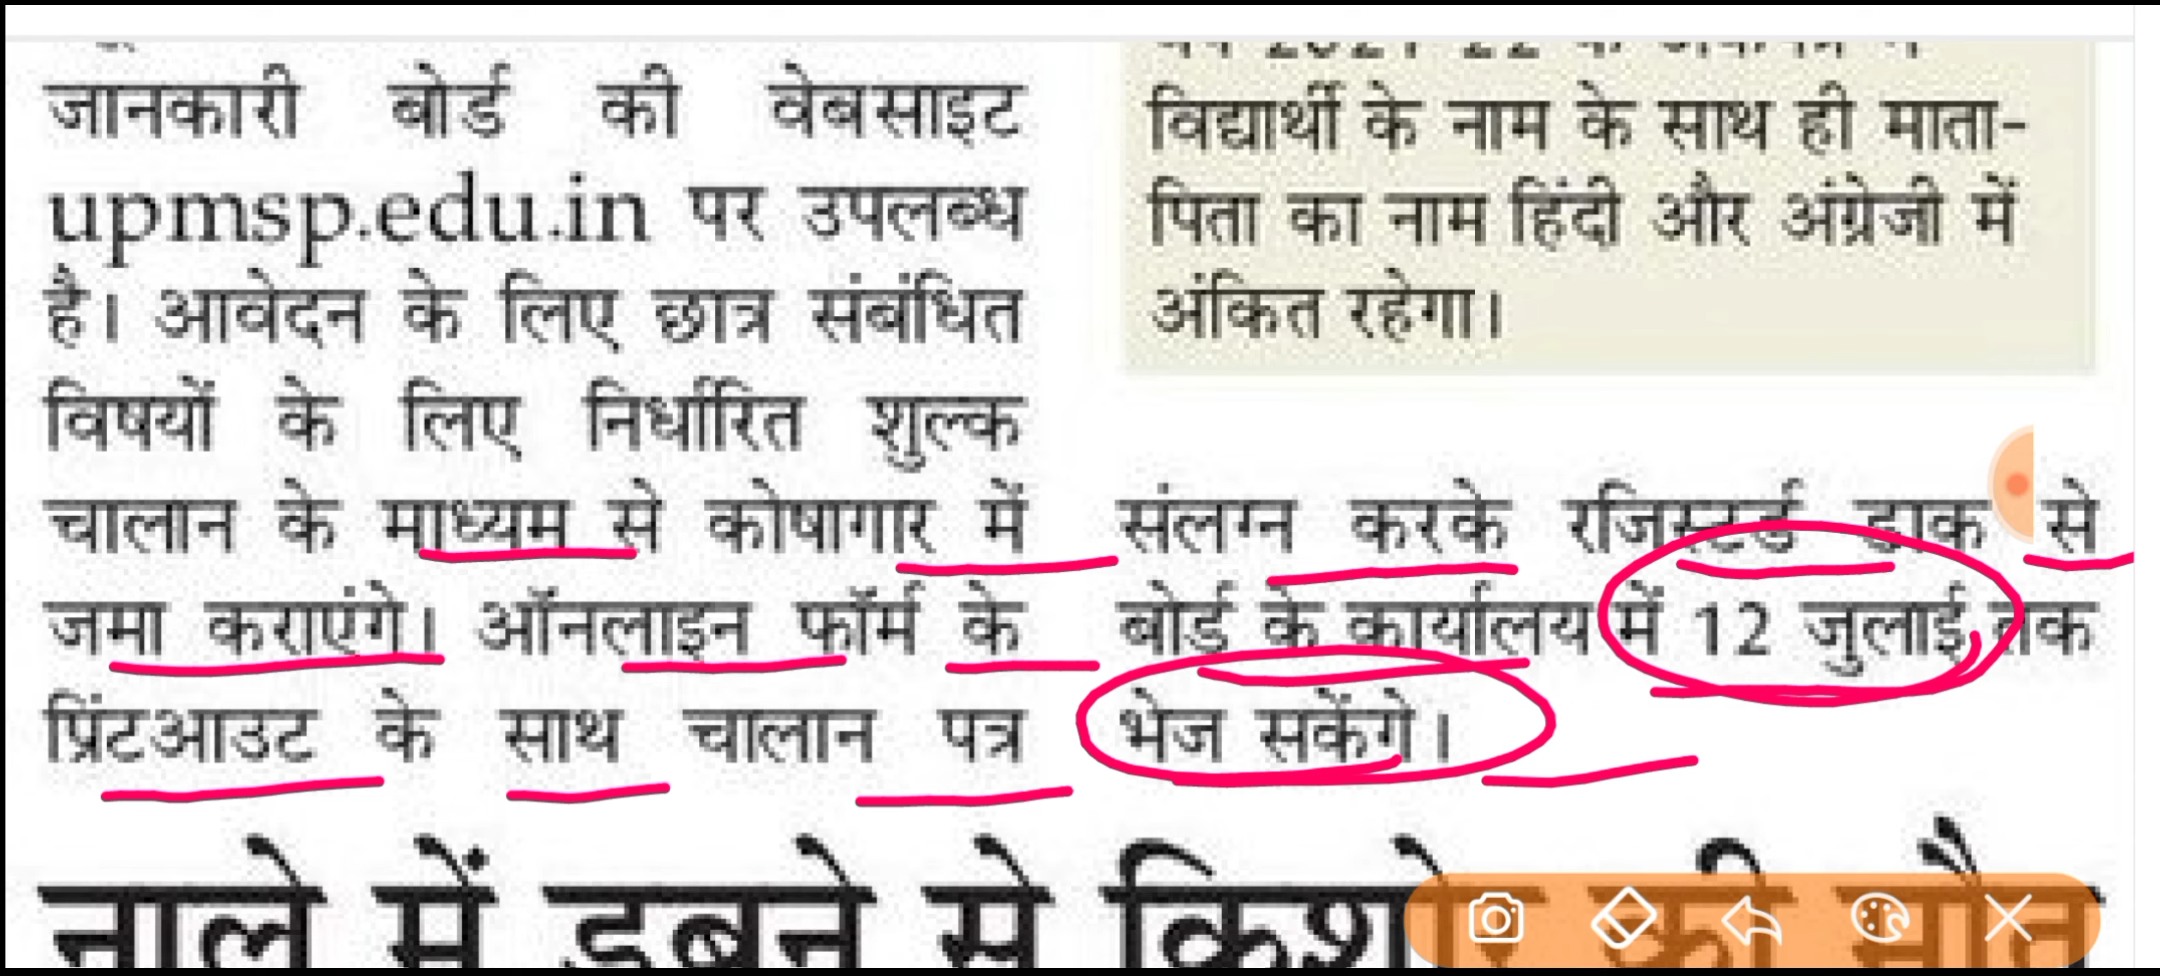 जानकारी बोर्ड की वेबसाइट
upmsp.edu.in पर उपलब्ध
है। आवेदन के लिए छात्र संबंधित
विषयों के लिए निर्धारित शुल्क
चालान के माध्यम से कोषागार में
जमा कराएंगे। ऑनलाइन फॉर्म के
प्रिंटआउट के साथ चालान पत्र
विद्यार्थी के नाम के साथ ही माता-
पिता का नाम हिंदी और अंग्रेजी में
अंकित रहेगा।
संलग्न करके रजिस्टर्ड डाक से
बोर्ड के कार्यालय में 12 जुलाई तक
भेज सकेंगे।
नाले में डूबने से किशोर की मौत